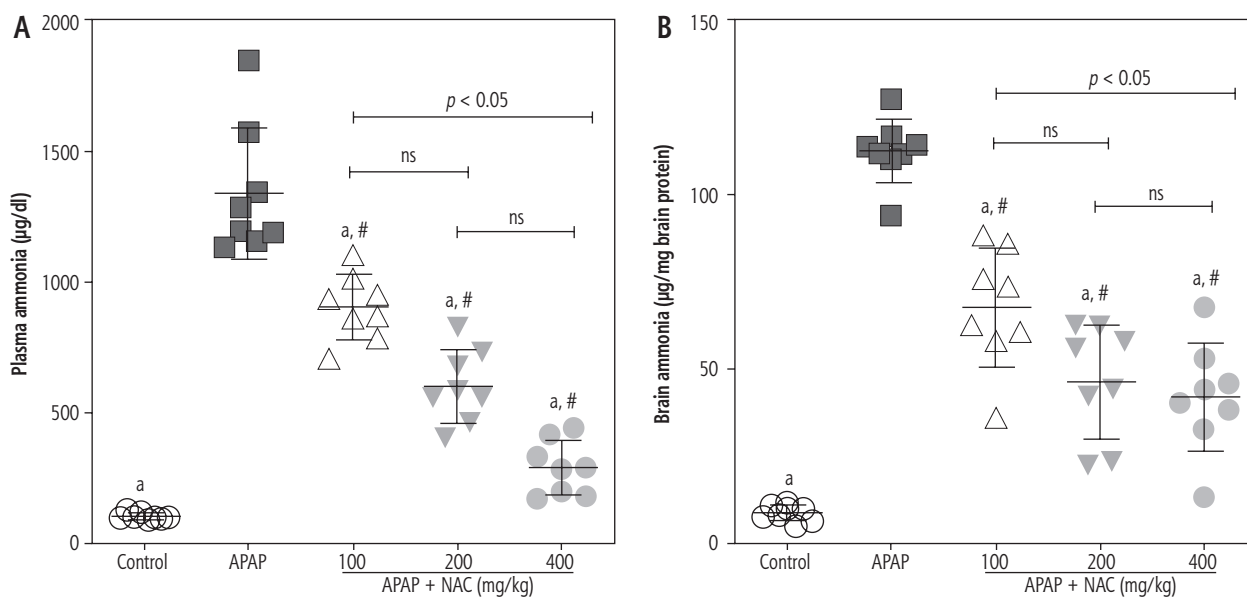 A
Plasma ammonia (µg/dl)
2000
1500
1000
500
0
p < 0.05
ns
ns
a, #
a, #
a, #
a
Control
APAP
100
200
400
APAP + NAC (mg/kg)
B
Brain ammonia (µg/mg brain protein)
150
100
50
0
p < 0.05
ns
ns
a, #
a, #
a, #
a
Control
APAP
100
200
400
APAP + NAC (mg/kg)